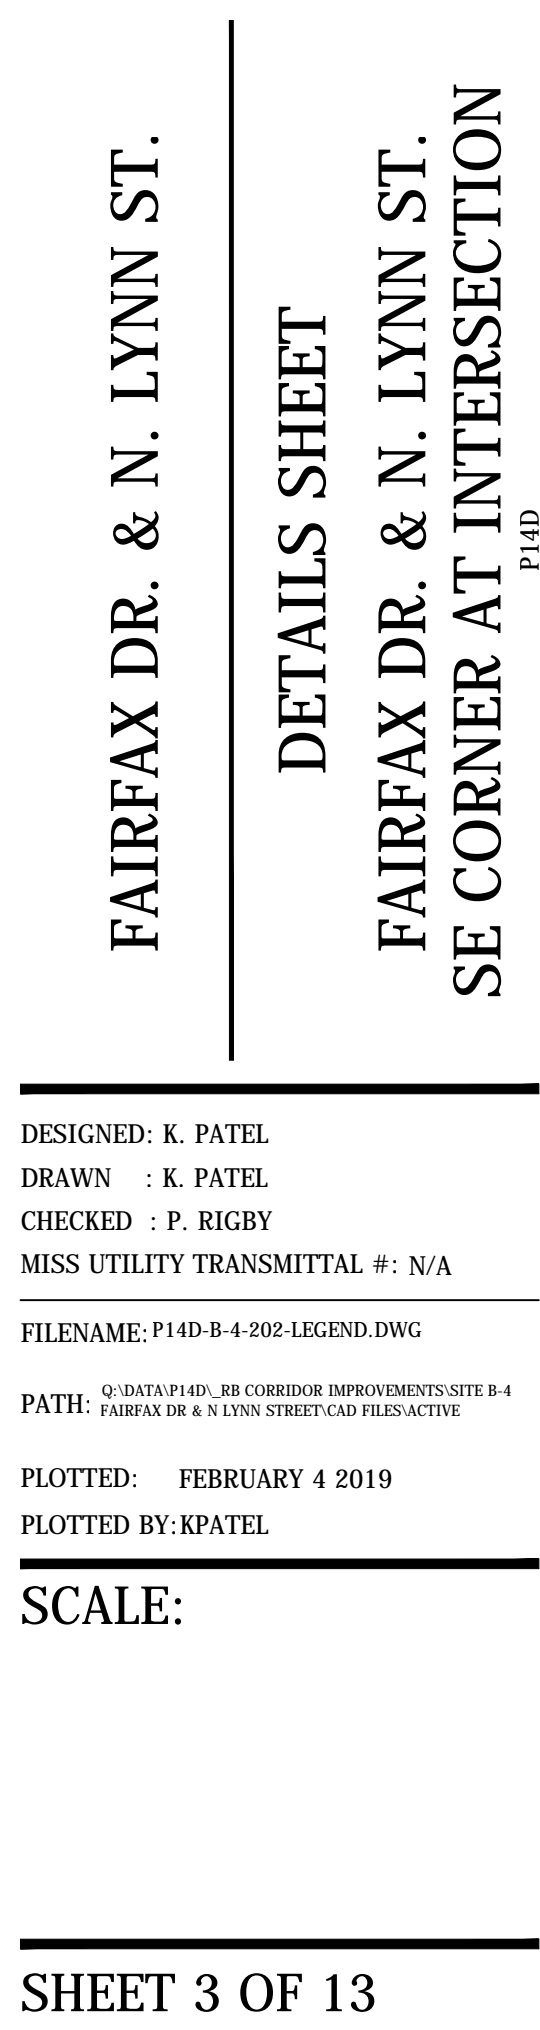 FAIRFAX DR. & N. LYNN ST.
DETAILS SHEET
FAIRFAX DR. & N. LYNN ST.
SE CORNER AT INTERSECTION
P14D
DESIGNED: K. PATEL
DRAWN : K. PATEL
CHECKED : P. RIGBY
MISS UTILITY TRANSMITTAL #: N/A
FILENAME: P14D-B-4-202-LEGEND.DWG
PATH: Q:\DATA\P14D\_RB CORRIDOR IMPROVEMENTS\SITE B-4
FAIRFAX DR & N LYNN STREET\CAD FILES\ACTIVE
PLOTTED: FEBRUARY 4 2019
PLOTTED BY: KPATEL
SCALE:
SHEET 3 OF 13